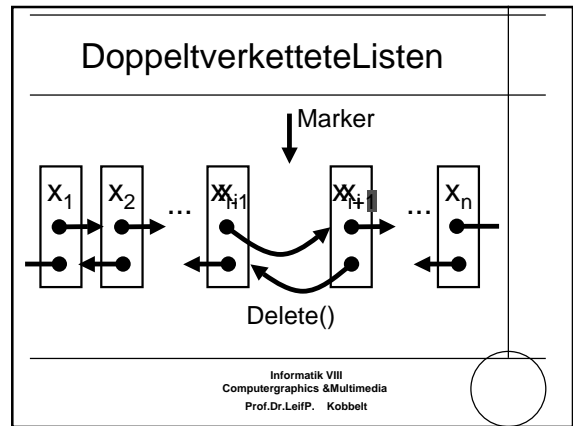 DoppeltverketteteListen
Marker
x1 x2 ... ... xn
Delete()
Informatik VIII
Computergraphics &Multimedia
Prof.Dr.LeifP. Kobbelt